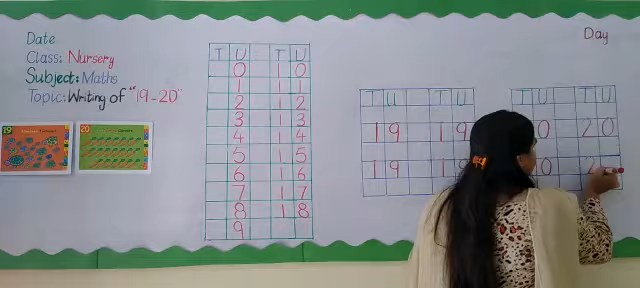 Date
Class: Nursery
Subject: Maths
Topic: Writing of "19-20"
Day
19
20
T U T U
0 1 0
1 1 1
2 1 2
3 1 3
4 1 4
5 1 5
6 1 6
7 1 7
8 1 8
9
T U T U
1 9 1 9
1 9 1 9
T U T U
0 2 0
0 2